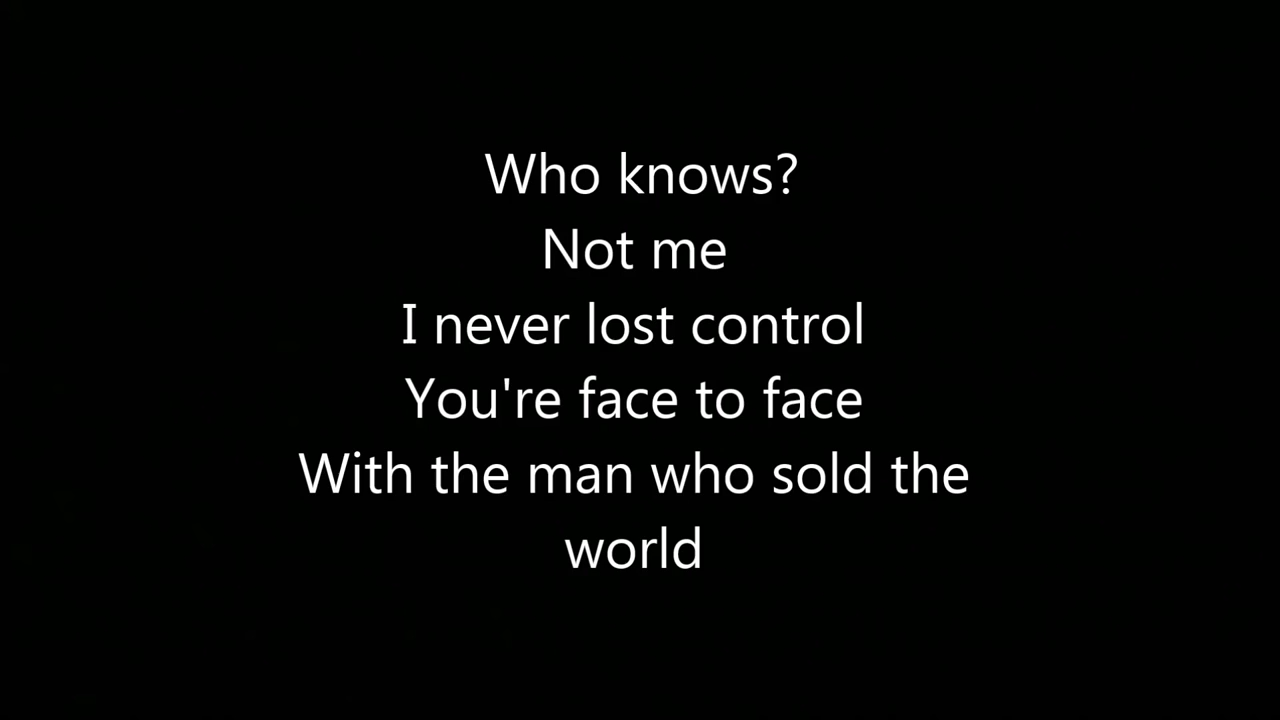 Who knows?
Not me
I never lost control
You're face to face
With the man who sold the
world